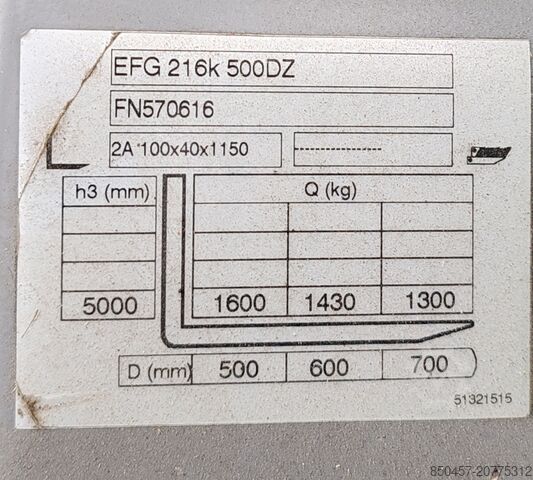 EFG 216k 500DZ
FN570616
2A 100x40x1150 ----------------
h3 (mm) Q (kg)
5000 1600 1430 1300
D (mm) 500 600 700
51321515
850457-20775312